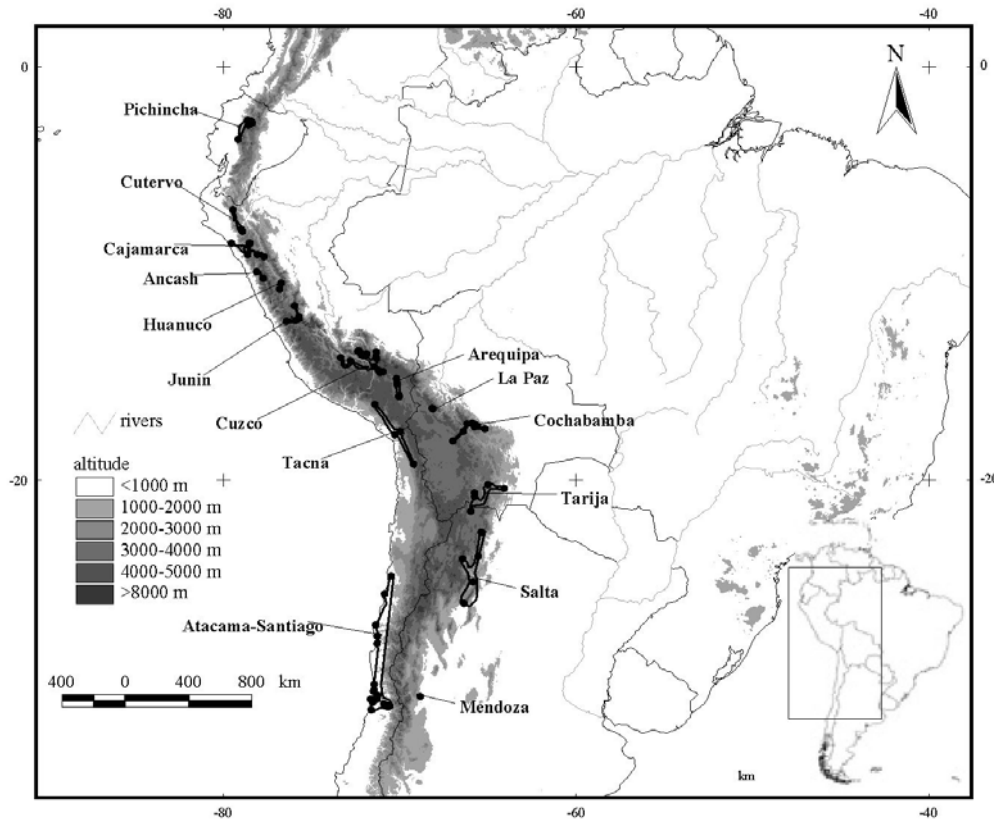 -80
-60
-40
0
0
N
Pichincha
Cutervo
Cajamarca
Ancash
Huanuco
Junin
Cuzco
Arequipa
La Paz
Cochabamba
Tacna
rivers
altitude
<1000 m
1000-2000 m
2000-3000 m
3000-4000 m
4000-5000 m
>8000 m
-20
-20
Tarija
Salta
Atacama-Santiago
400 0 400 800 km
Mendoza
km
-80
-60
-40